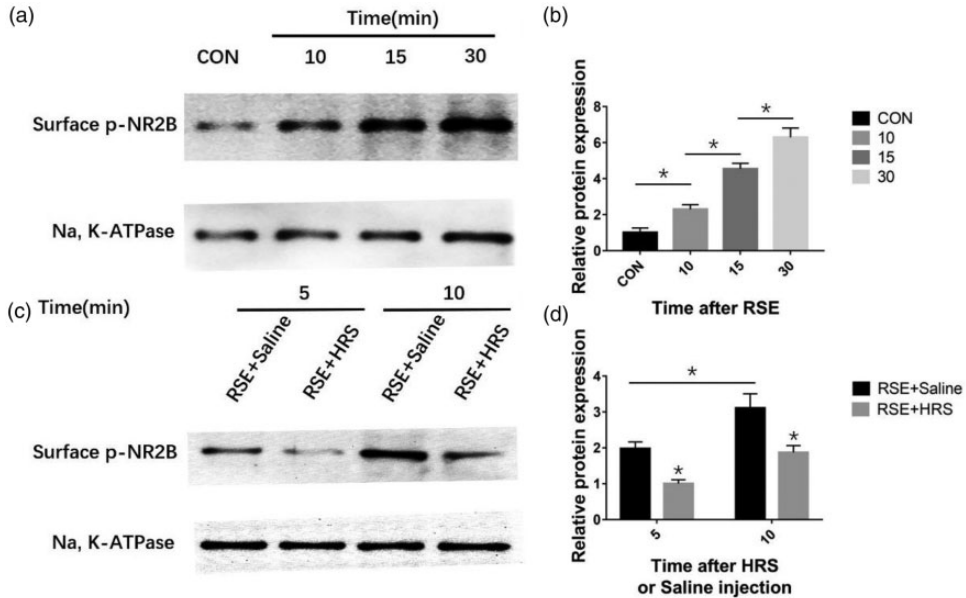 (a)
Time(min)
CON 10 15 30
Surface p-NR2B
Na, K-ATPase
(b)
Relative protein expression
8
6
4
2
0
* * *
CON 10 15 30
Time after RSE
CON
10
15
30
(c) Time(min) 5 10
RSE+Saline RSE+HRS RSE+Saline RSE+HRS
Surface p-NR2B
Na, K-ATPase
(d)
Relative protein expression
4
3
2
1
0
*
* *
5 10
Time after HRS
or Saline injection
RSE+Saline
RSE+HRS